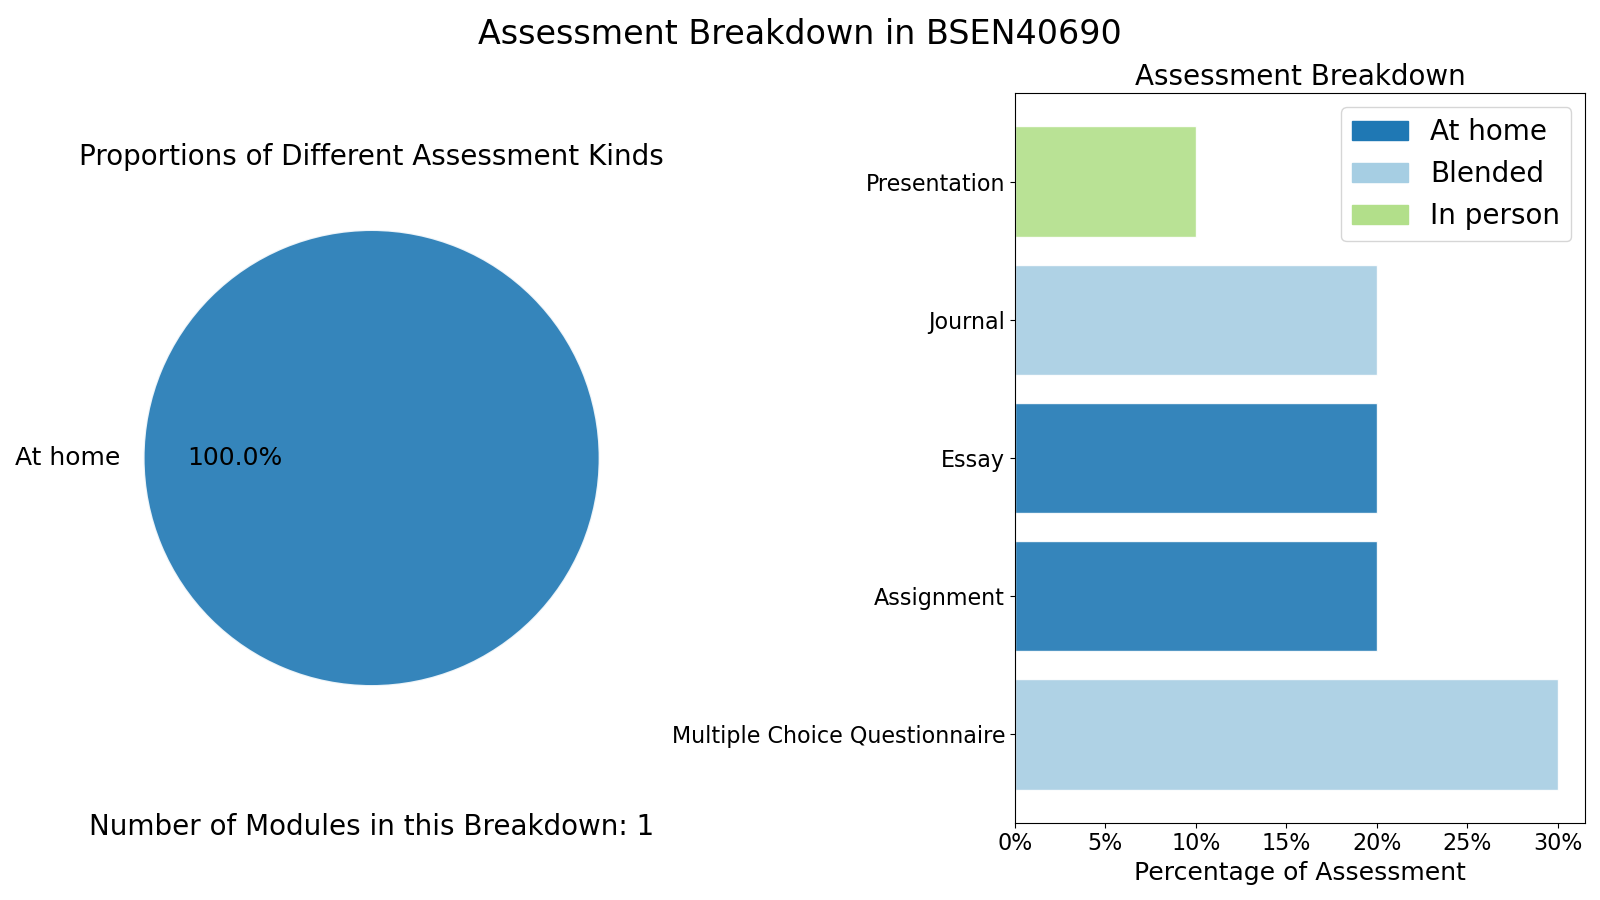 Assessment Breakdown in BSEN40690
Proportions of Different Assessment Kinds
At home
100.0%
Number of Modules in this Breakdown: 1
Assessment Breakdown
At home
Blended
In person
Presentation
Journal
Essay
Assignment
Multiple Choice Questionnaire
0% 5% 10% 15% 20% 25% 30%
Percentage of Assessment